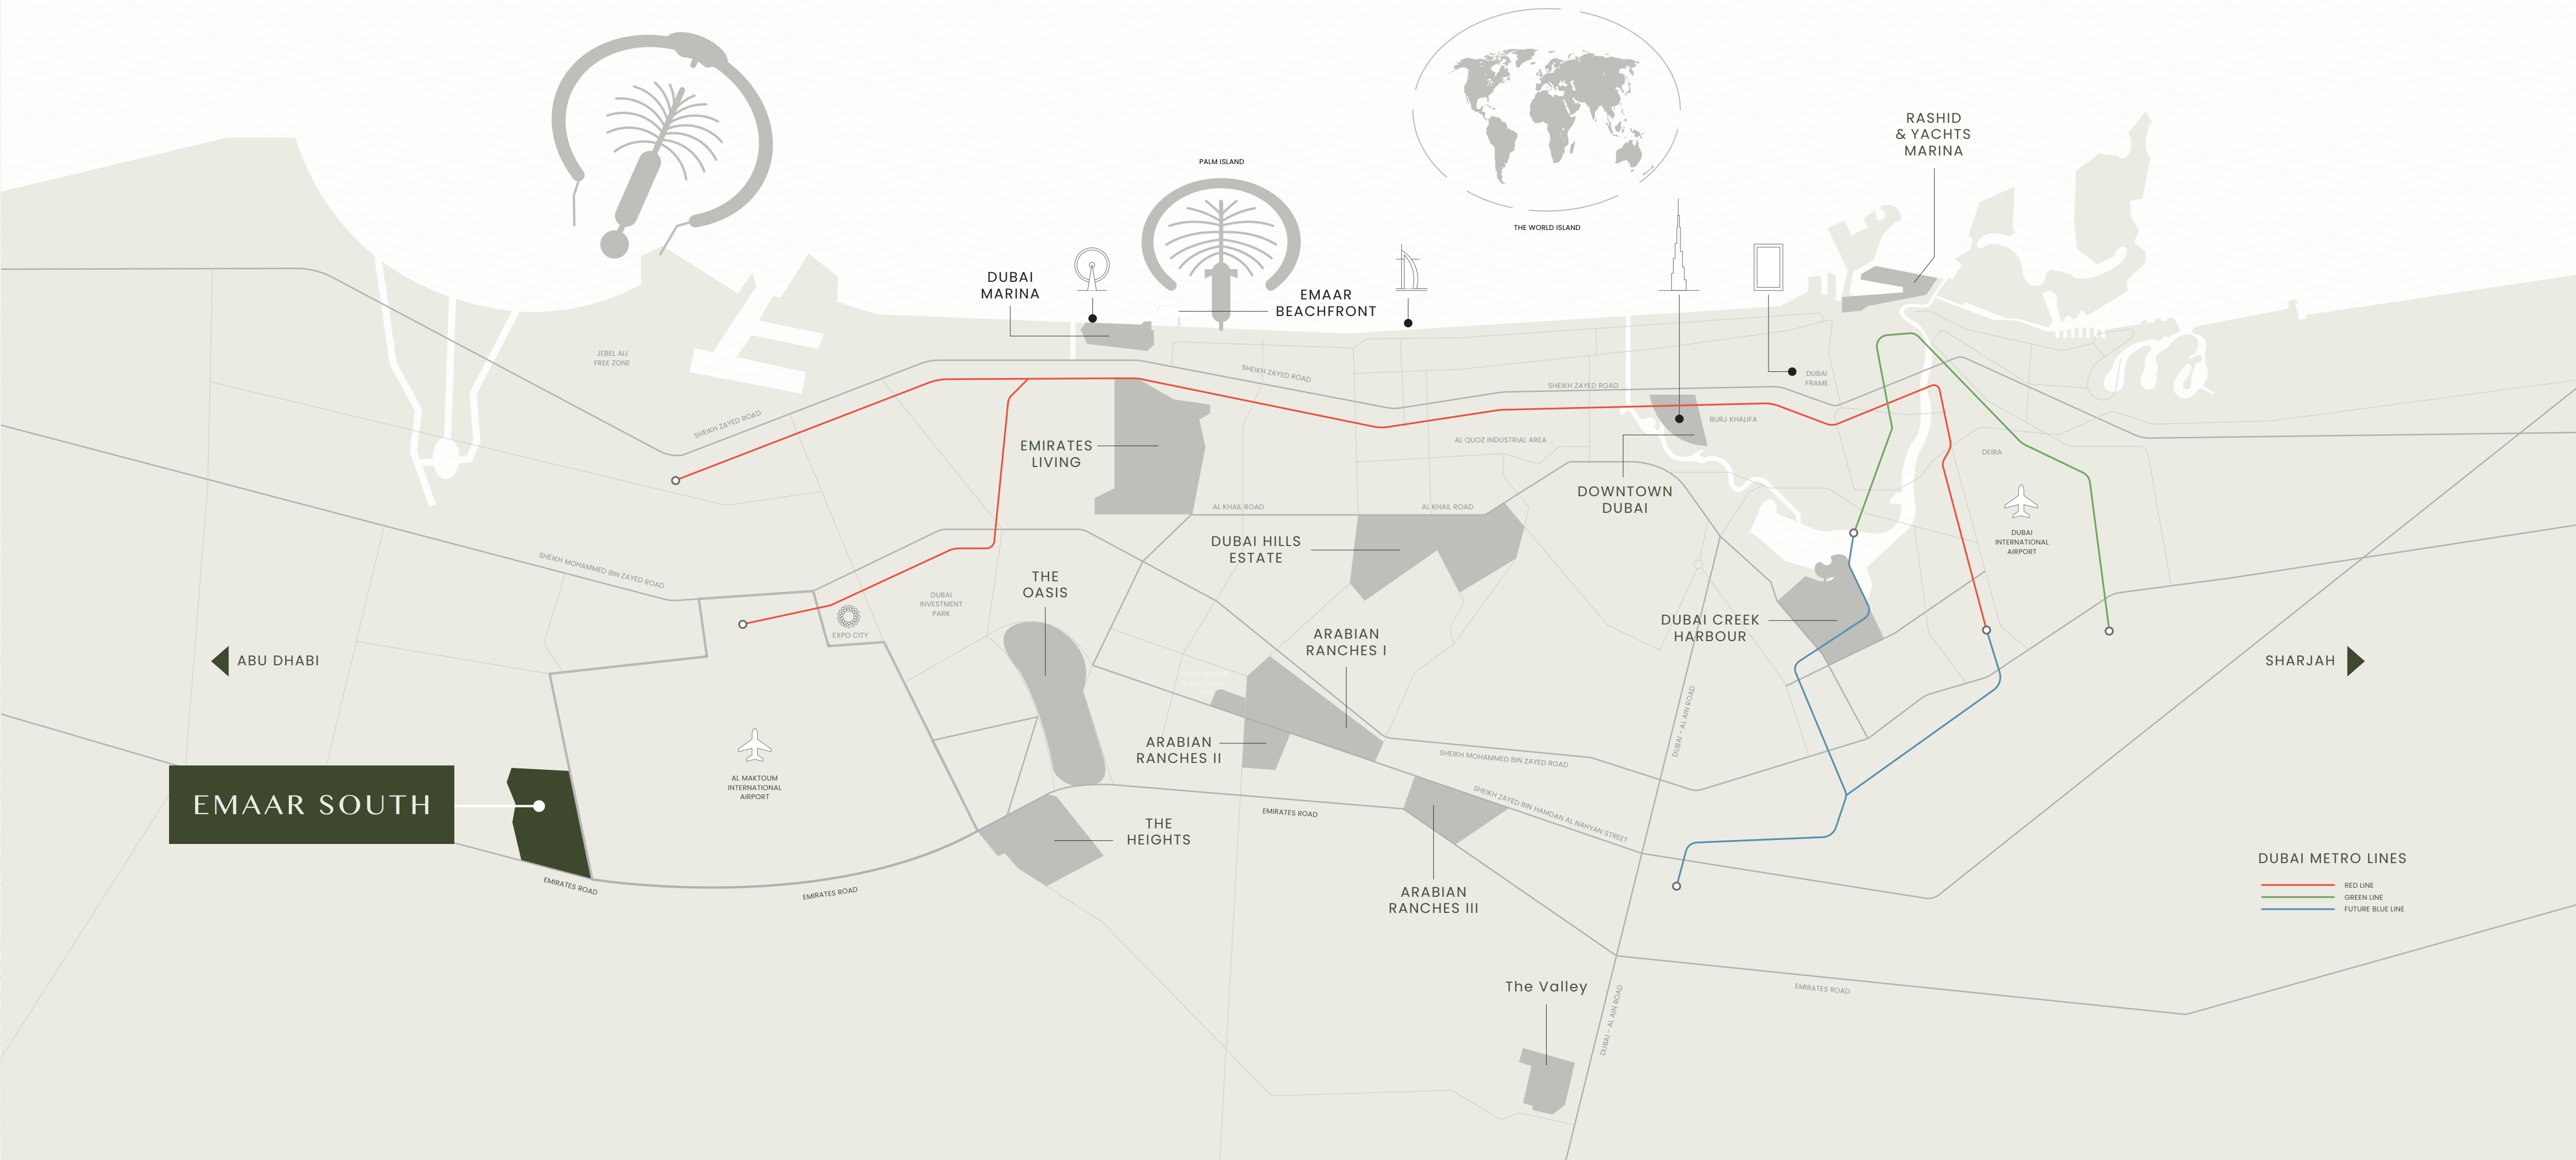 RASHID
& YACHTS
MARINA
PALM ISLAND
THE WORLD ISLAND
DUBAI
MARINA
EMAAR
BEACHFRONT
JEBEL ALI
FREE ZONE
SHEIKH ZAYED ROAD
SHEIKH ZAYED ROAD
SHEIKH ZAYED ROAD
DUBAI
FRAME
BURJ KHALIFA
EMIRATES
LIVING
AL QUOZ INDUSTRIAL AREA
DEIRA
DOWNTOWN
DUBAI
AL KHAIL ROAD
AL KHAIL ROAD
DUBAI
INTERNATIONAL
AIRPORT
DUBAI HILLS
ESTATE
SHEIKH MOHAMMED BIN ZAYED ROAD
THE
OASIS
DUBAI
INVESTMENT
PARK
EXPO CITY
DUBAI CREEK
HARBOUR
ARABIAN
RANCHES I
ABU DHABI
SHARJAH
DUBAI - AL AIN ROAD
ARABIAN
RANCHES II
SHEIKH MOHAMMED BIN ZAYED ROAD
AL MAKTOUM
INTERNATIONAL
AIRPORT
EMAAR SOUTH
SHEIKH ZAYED BIN HAMDAN AL NAHYAN STREET
EMIRATES ROAD
THE
HEIGHTS
EMIRATES ROAD
EMIRATES ROAD
ARABIAN
RANCHES III
DUBAI METRO LINES
RED LINE
GREEN LINE
FUTURE BLUE LINE
The Valley
EMIRATES ROAD
DUBAI - AL AIN ROAD